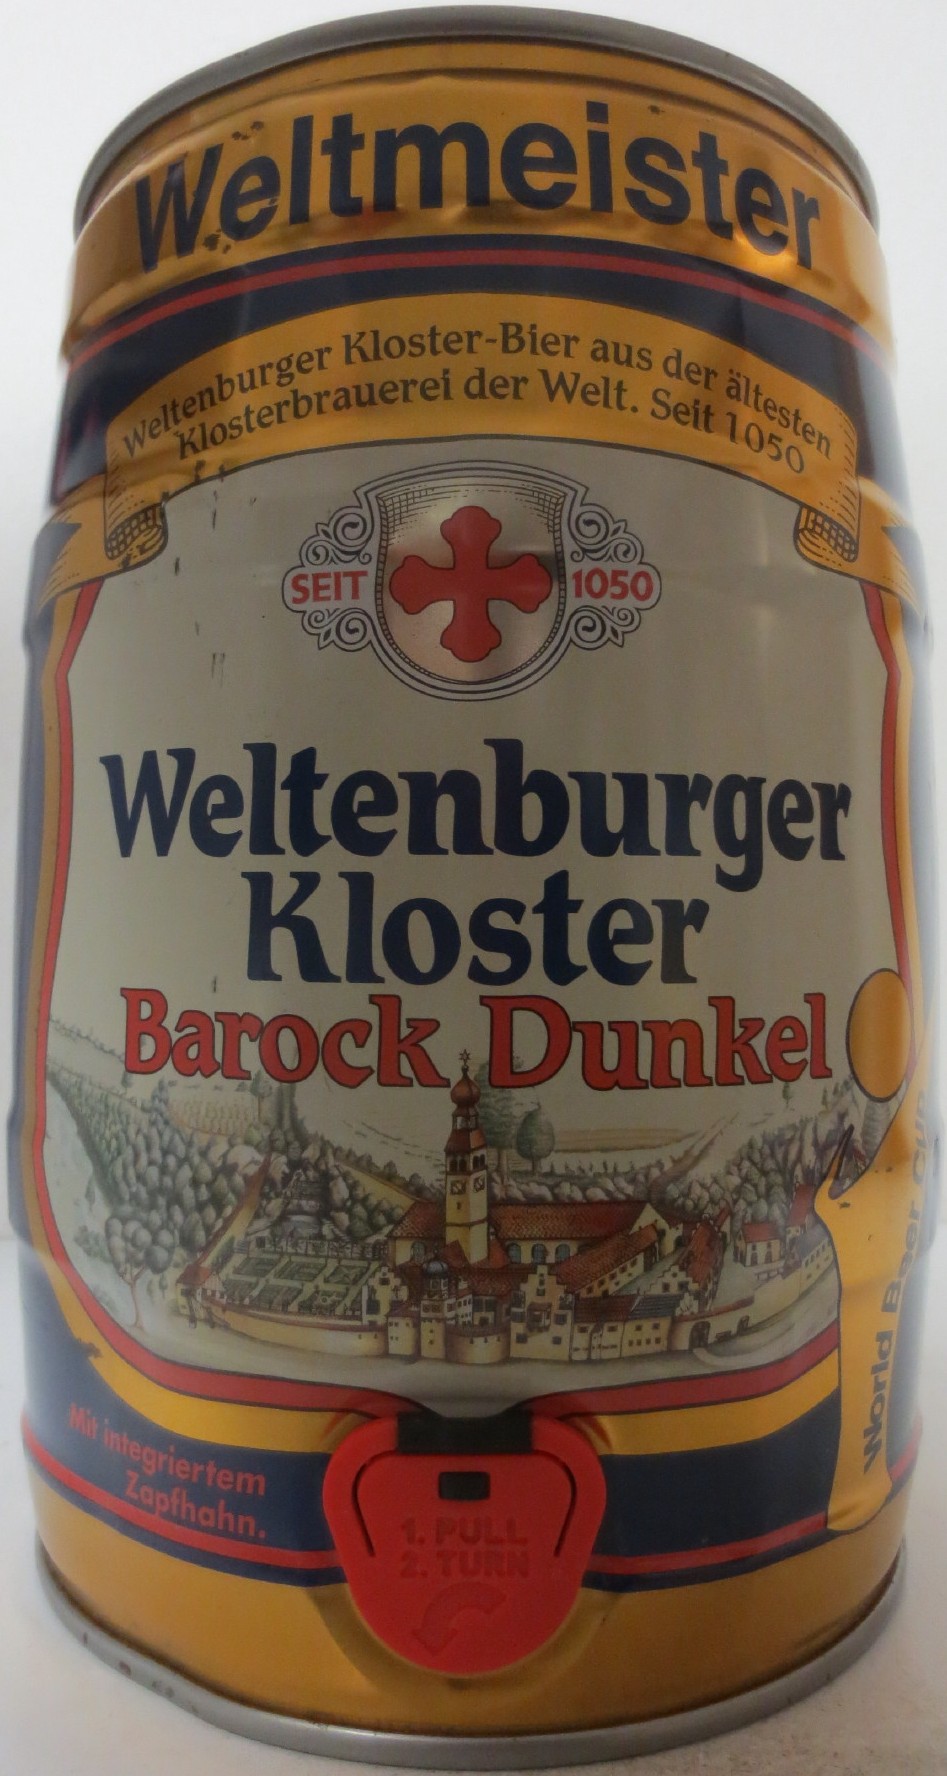 Weltmeister
Weltenburger Kloster-Bier aus der ältesten
Klosterbrauerei der Welt. Seit 1050
SEIT 1050
Weltenburger
Kloster
Barock Dunkel
World Beer Cup
Mit integriertem
Zapfhahn.
1. PULL
2. TURN